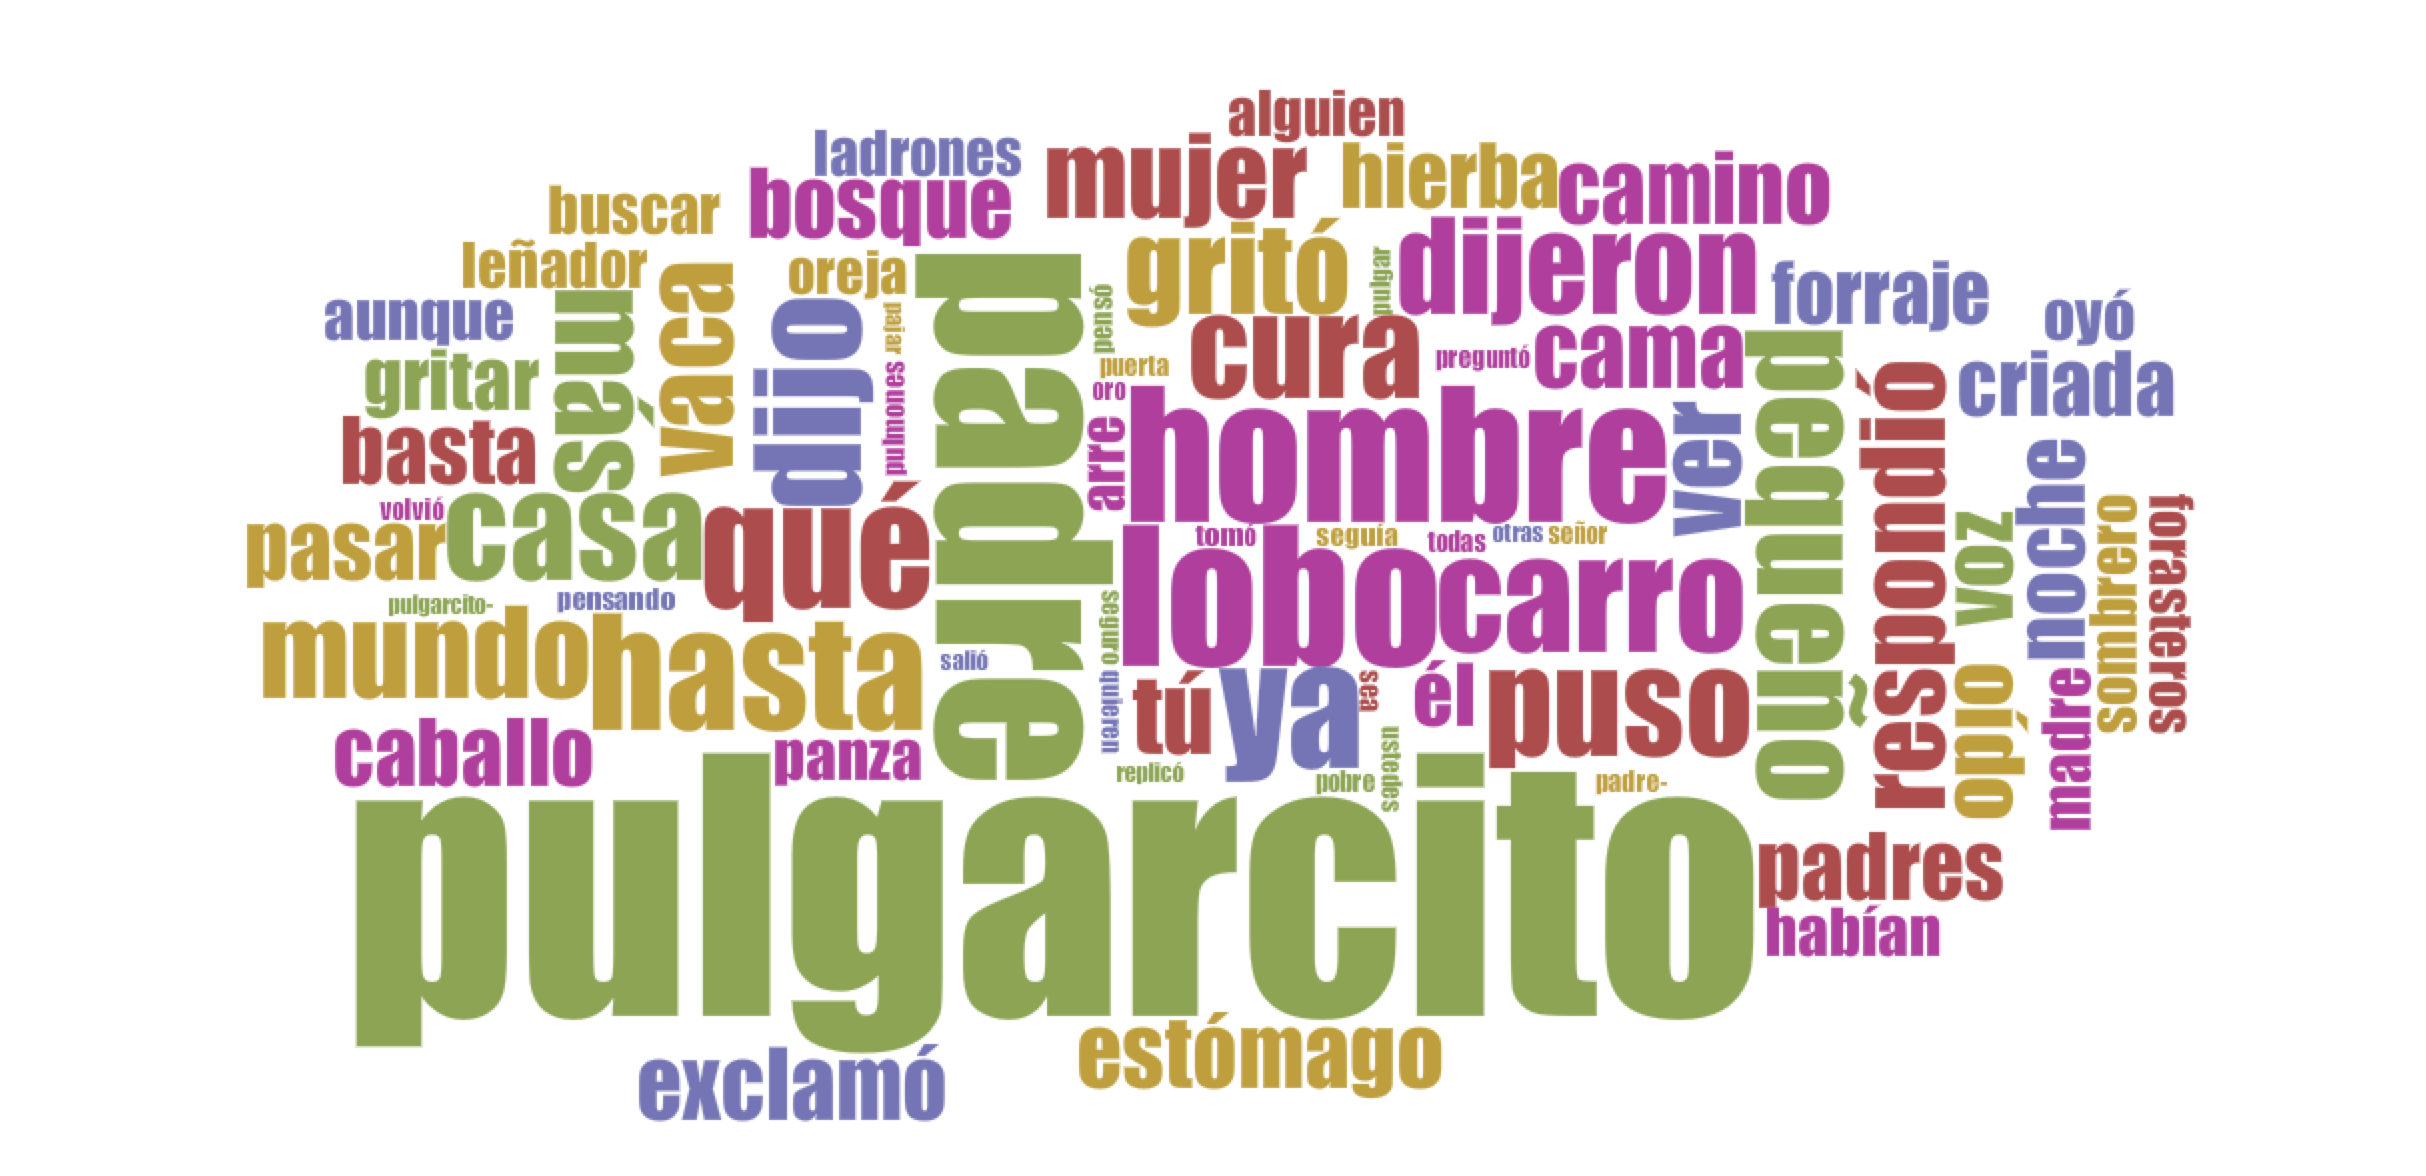 alguien
ladrones
mujer
hierba
camino
buscar
bosque
gritó
dijeron
leñador
oreja
pulgar
forraje
aunque
más
vaca
dijo
pajar
padre
pensó
cura
oyó
gritar
pulmones
puerta
preguntó
cama
pequeño
criada
basta
oro
arre
hombre
ver
respondió
volvió
casa
qué
noche
pasar
tomó
seguía
todas
otras
señor
voz
sombrero
forasteros
pulgarcito-
pensando
lobo
carro
mundo
hasta
salió
seguro
quieren
tú
ya
sea
él
puso
opío
madre
caballo
panza
replicó
pobre
ustedes
padre-
pulgarcito
padres
habían
exclamó
estómago